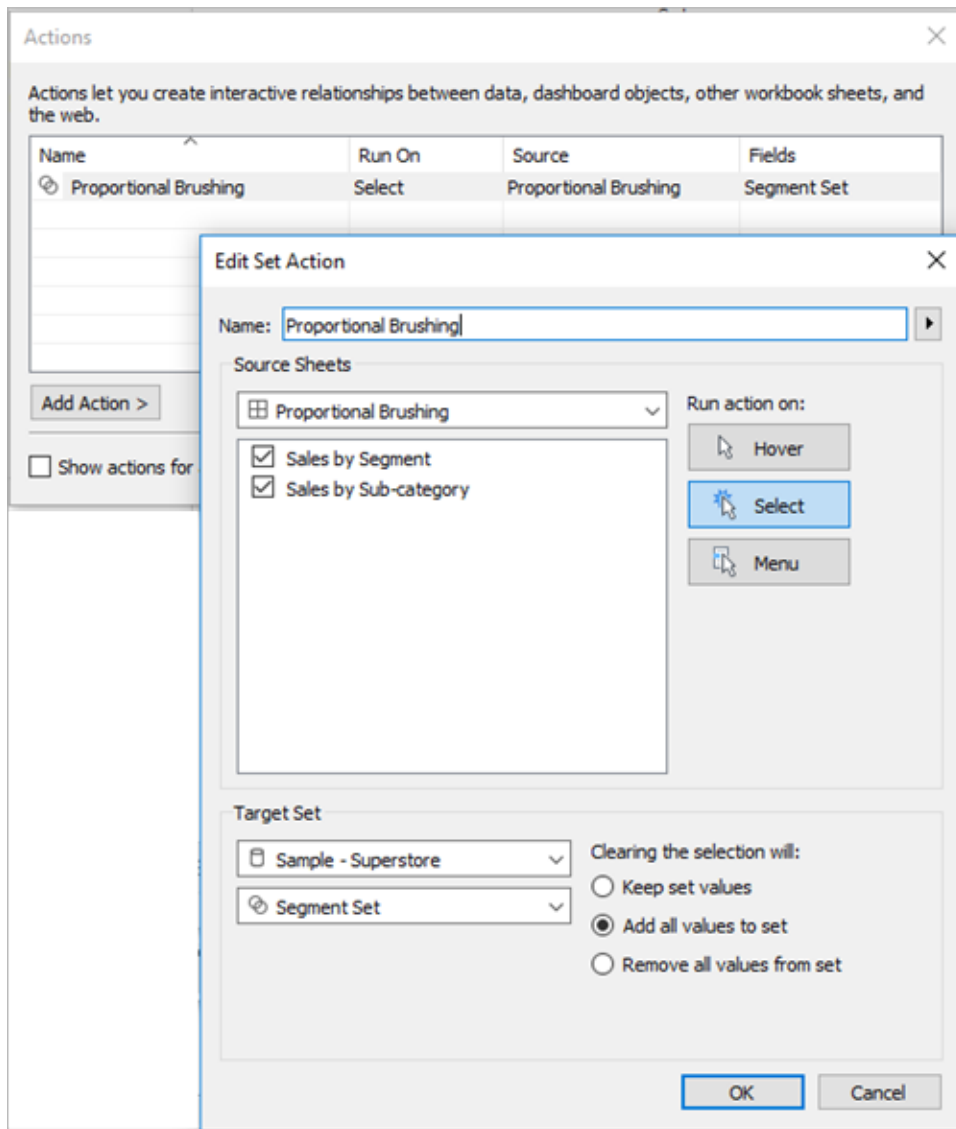 Actions
Actions let you create interactive relationships between data, dashboard objects, other workbook sheets, and
the web.
Name Run On Source Fields
Proportional Brushing Select Proportional Brushing Segment Set
Edit Set Action
Name: Proportional Brushing
Source Sheets
Add Action >
Proportional Brushing
Run action on:
Sales by Segment
Hover
Show actions for
Sales by Sub-category
Select
Menu
Target Set
Sample - Superstore
Clearing the selection will:
Keep set values
Segment Set
Add all values to set
Remove all values from set
OK
Cancel